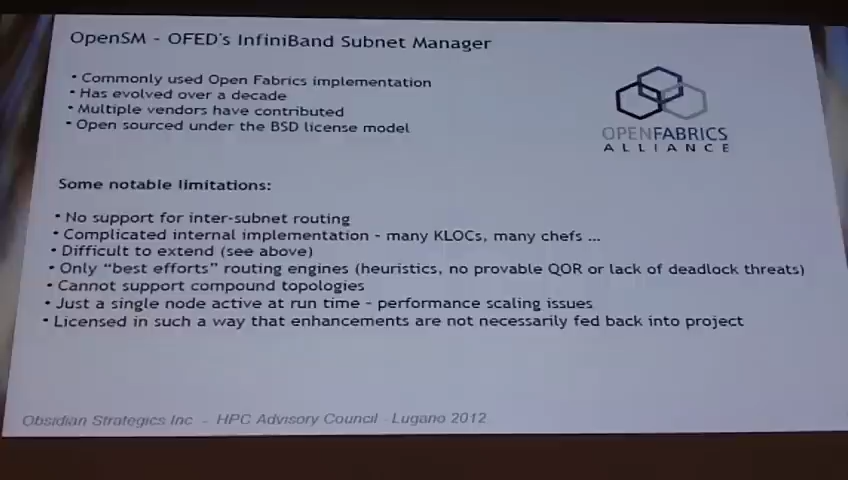 OpenSM - OFED's InfiniBand Subnet Manager
• Commonly used Open Fabrics implementation
• Has evolved over a decade
• Multiple vendors have contributed
• Open sourced under the BSD license model
OPENFABRICS
ALLIANCE
Some notable limitations:
• No support for inter-subnet routing
• Complicated internal implementation - many KLOCs, many chefs ...
• Difficult to extend (see above)
• Only "best efforts" routing engines (heuristics, no provable QOR or lack of deadlock threats)
• Cannot support compound topologies
• Just a single node active at run time - performance scaling issues
• Licensed in such a way that enhancements are not necessarily fed back into project
Obsidian Strategics Inc - HPC Advisory Council - Lugano 2012